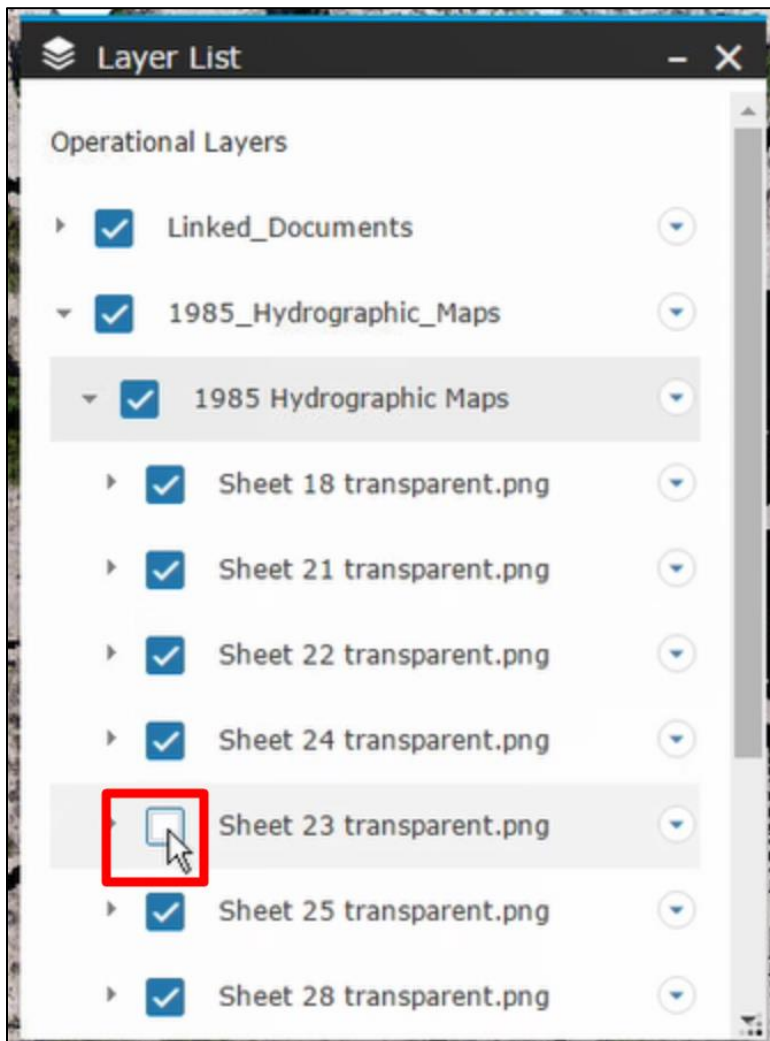 Layer List
Operational Layers
Linked_Documents
1985_Hydrographic_Maps
1985 Hydrographic Maps
Sheet 18 transparent.png
Sheet 21 transparent.png
Sheet 22 transparent.png
Sheet 24 transparent.png
Sheet 23 transparent.png
Sheet 25 transparent.png
Sheet 28 transparent.png